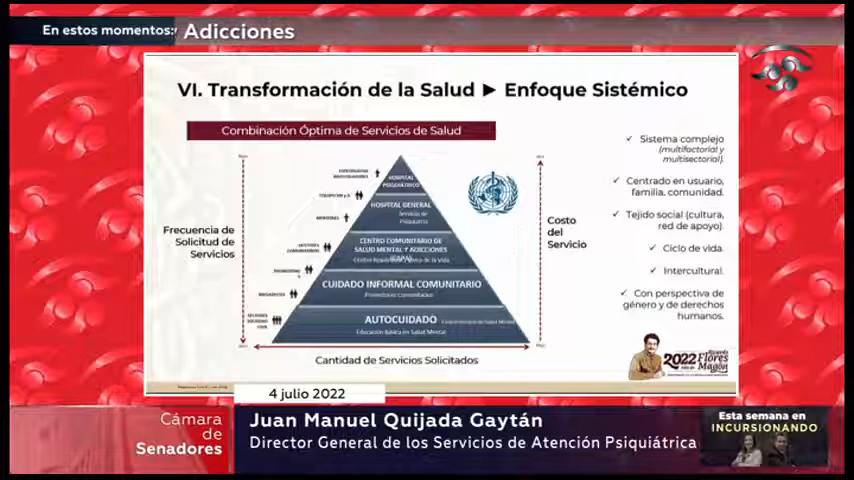 En estos momentos:
Adicciones
VI. Transformación de la Salud ► Enfoque Sistémico
Combinación Óptima de Servicios de Salud
HOSPITAL
PSIQUIÁTRICO
HOSPITAL GENERAL
Servicios de
Psiquiatría
CENTRO COMUNITARIO DE
SALUD MENTAL Y ADICCIONES
CUIDADO INFORMAL COMUNITARIO
Promotores Comunitarios
AUTOCUIDADO
Educación Básica en Salud Mental
Frecuencia de
Solicitud de
Servicios
Costo
del
Servicio
Cantidad de Servicios Solicitados
✓ Sistema complejo
(multifactorial y
multisectorial).
✓ Centrado en usuario,
familia, comunidad.
✓ Tejido social (cultura,
red de apoyo).
✓ Ciclo de vida.
✓ Intercultural.
✓ Con perspectiva de
género y de derechos
humanos.
2022
Ricardo
Flores
Magón
4 julio 2022
Cámara
de
Senadores
Juan Manuel Quijada Gaytán
Director General de los Servicios de Atención Psiquiátrica
Esta semana en
INCURSIONANDO